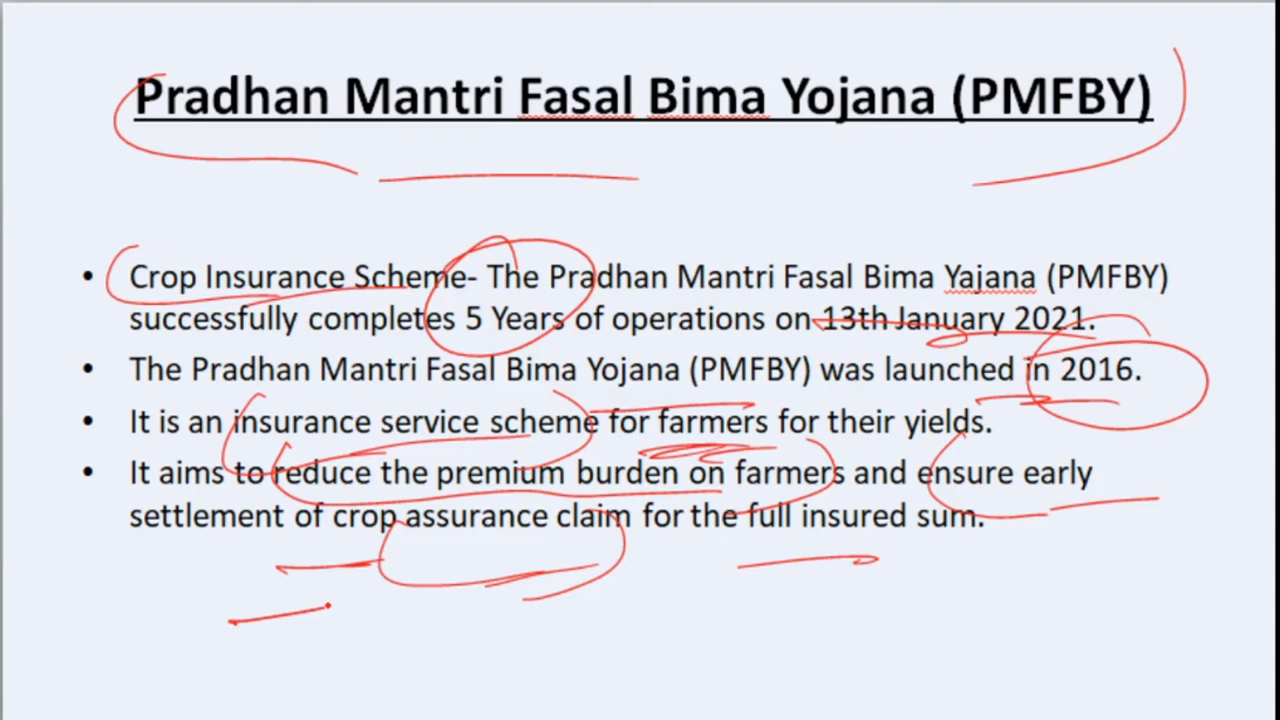 Pradhan Mantri Fasal Bima Yojana (PMFBY)
• Crop Insurance Scheme- The Pradhan Mantri Fasal Bima Yajana (PMFBY)
successfully completes 5 Years of operations on 13th January 2021.
• The Pradhan Mantri Fasal Bima Yojana (PMFBY) was launched in 2016.
• It is an insurance service scheme for farmers for their yields.
• It aims to reduce the premium burden on farmers and ensure early
settlement of crop assurance claim for the full insured sum.